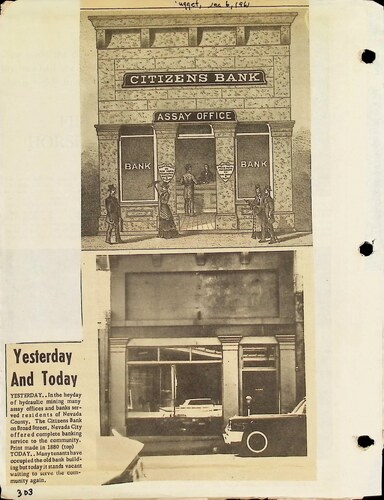 Nugget, Dec 6, 1961
CITIZENS BANK
ASSAY OFFICE
BANK
BANK
Yesterday
And Today
YESTERDAY. . .In the heyday
of hydraulic mining many
assay offices and banks ser-
ved residents of Nevada
County. The Citizens Bank
on Broad Street, Nevada City
offered complete banking
service to the community.
Print made in 1880 (top)
TODAY. . Many tenants have
occupied the old bank build-
ing but today it stands vacant
waiting to serve the com-
munity again.
303